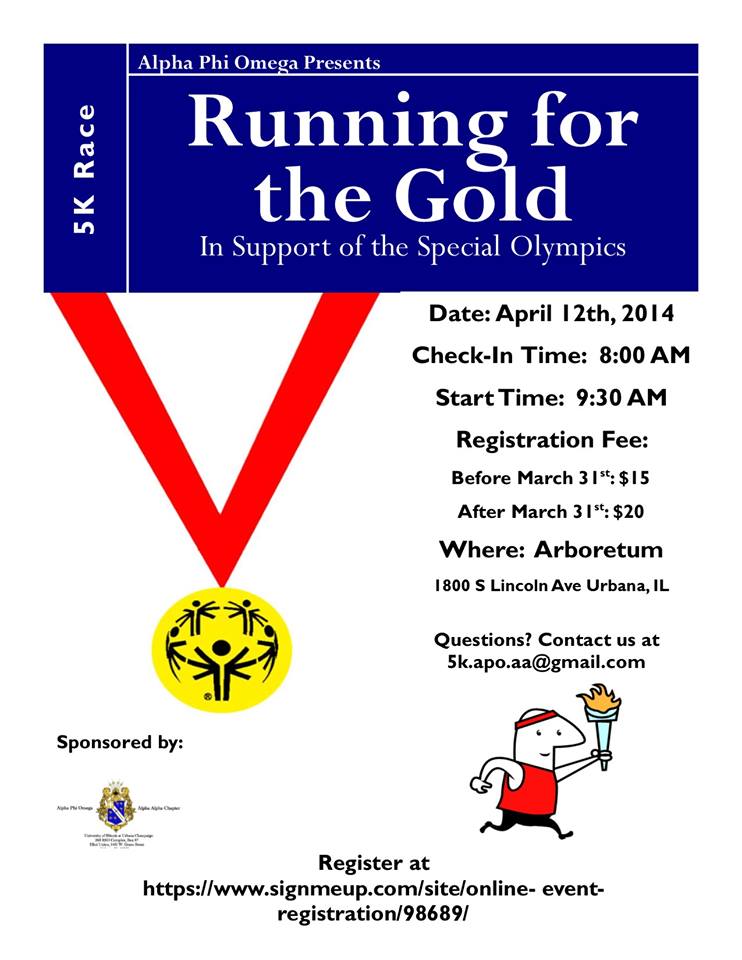 Alpha Phi Omega Presents
5K Race
Running for
the Gold
In Support of the Special Olympics
Date: April 12th, 2014
Check-In Time: 8:00 AM
Start Time: 9:30 AM
Registration Fee:
Before March 31st: $15
After March 31st: $20
Where: Arboretum
1800 S Lincoln Ave Urbana, IL
Questions? Contact us at
5k.apo.aa@gmail.com
®
Sponsored by:
Alpha Phi Omega Alpha Alpha Chapter
University of Illinois at Urbana Champaign
Register at
https://www.signmeup.com/site/online- event-
registration/98689/